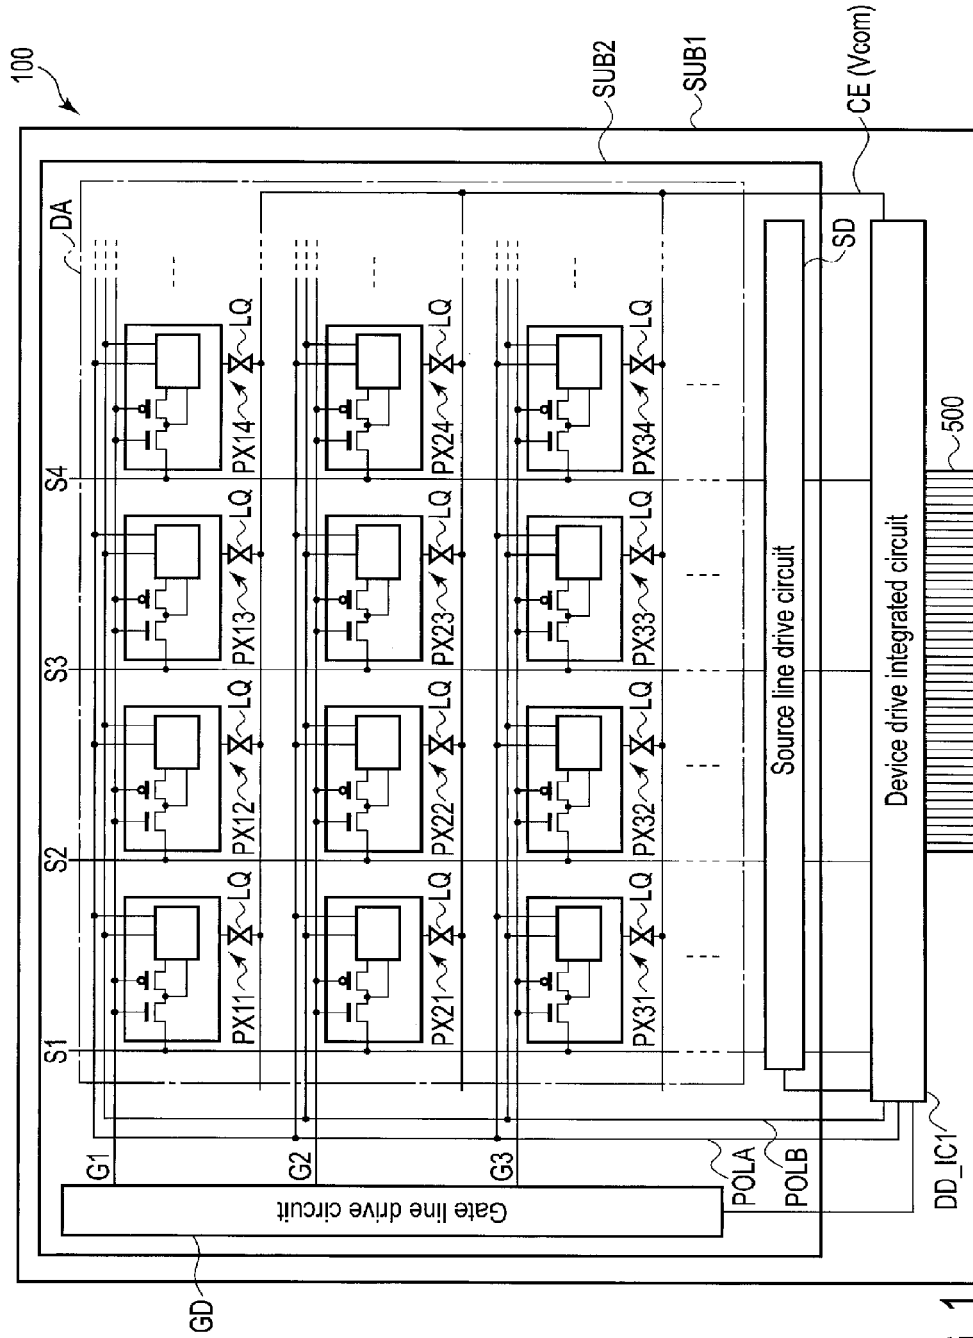 100
SUB2
SUB1
CE (Vcom)
DA
SD
S1
S2
S3
S4
G1
PX11
LQ
PX12
LQ
PX13
LQ
PX14
LQ
G2
PX21
LQ
PX22
LQ
PX23
LQ
PX24
LQ
G3
PX31
LQ
PX32
LQ
PX33
LQ
PX34
LQ
Gate line drive circuit
GD
POLA
POLB
Source line drive circuit
Device drive integrated circuit
DD_IC1
500
1